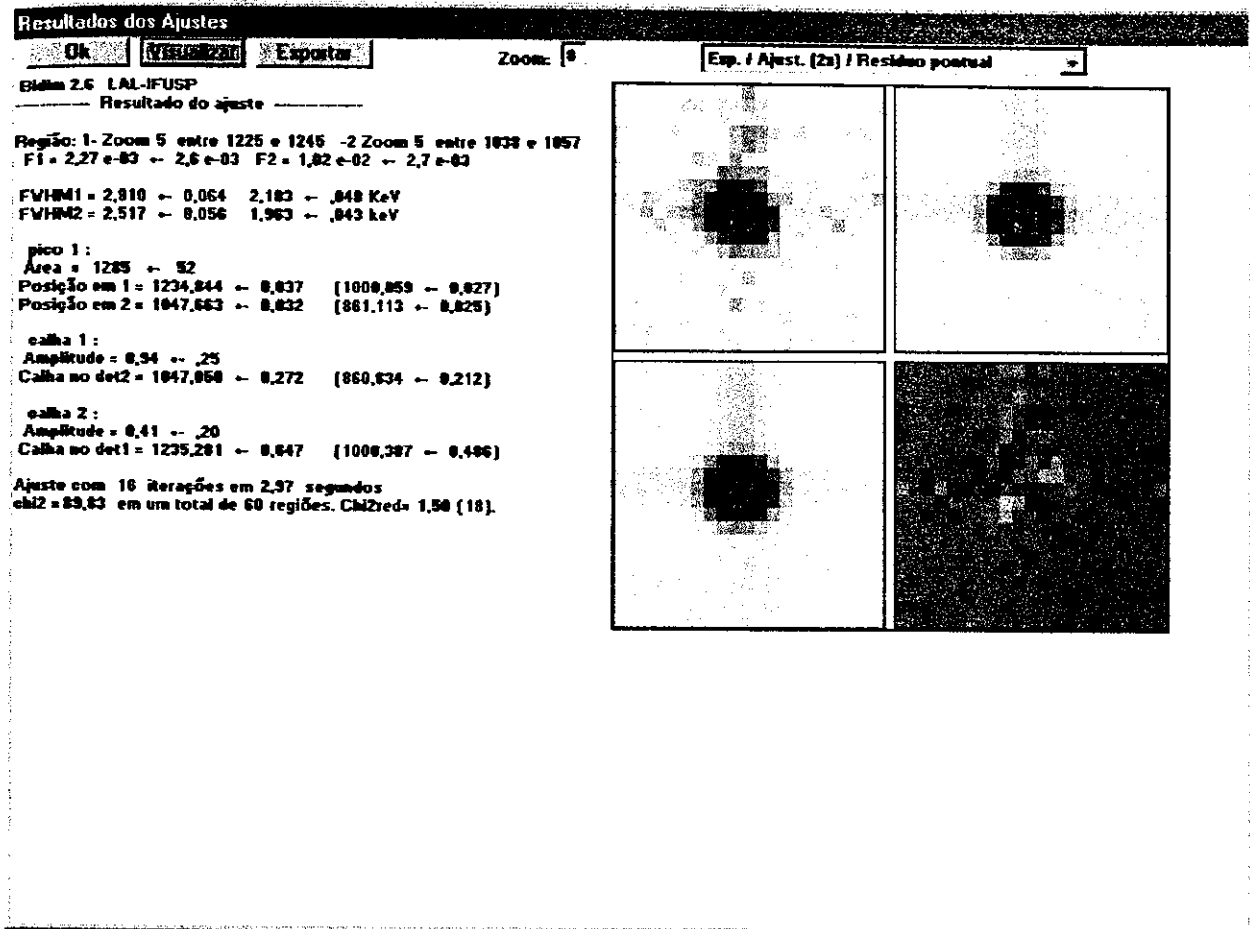 Resultados dos Ajustes
Ok Visualizar Exportar Zoom: 8 Exp. / Ajust. (2x) / Resíduo pontual
Bidim 2.6 LAL-IFUSP
------------ Resultado do ajuste ------------------
Região: 1- Zoom 5 entre 1225 e 1245 -2 Zoom 5 entre 1038 e 1057
F1 = 2,27 e-03 +- 2,6 e-03 F2 = 1,02 e-02 +- 2,7 e-03
FWHM1 = 2,810 +- 0,064 2,183 +- ,048 KeV
FWHM2 = 2,517 +- 0,056 1,963 +- ,043 keV
pico 1 :
Área = 1285 +- 52
Posição em 1 = 1234,844 +- 0,037 (1000,059 +- 0,027)
Posição em 2 = 1047,663 +- 0,032 (861,113 +- 0,025)
calha 1 :
Amplitude = 0,94 +- ,25
Calha no det2 = 1047,050 +- 0,272 (860,634 +- 0,212)
calha 2 :
Amplitude = 0,41 +- ,20
Calha no det1 = 1235,281 +- 0,647 (1000,387 +- 0,486)
Ajuste com 16 iterações em 2,97 segundos
chi2 = 89,83 em um total de 60 regiões. Chi2red= 1,50 (18).